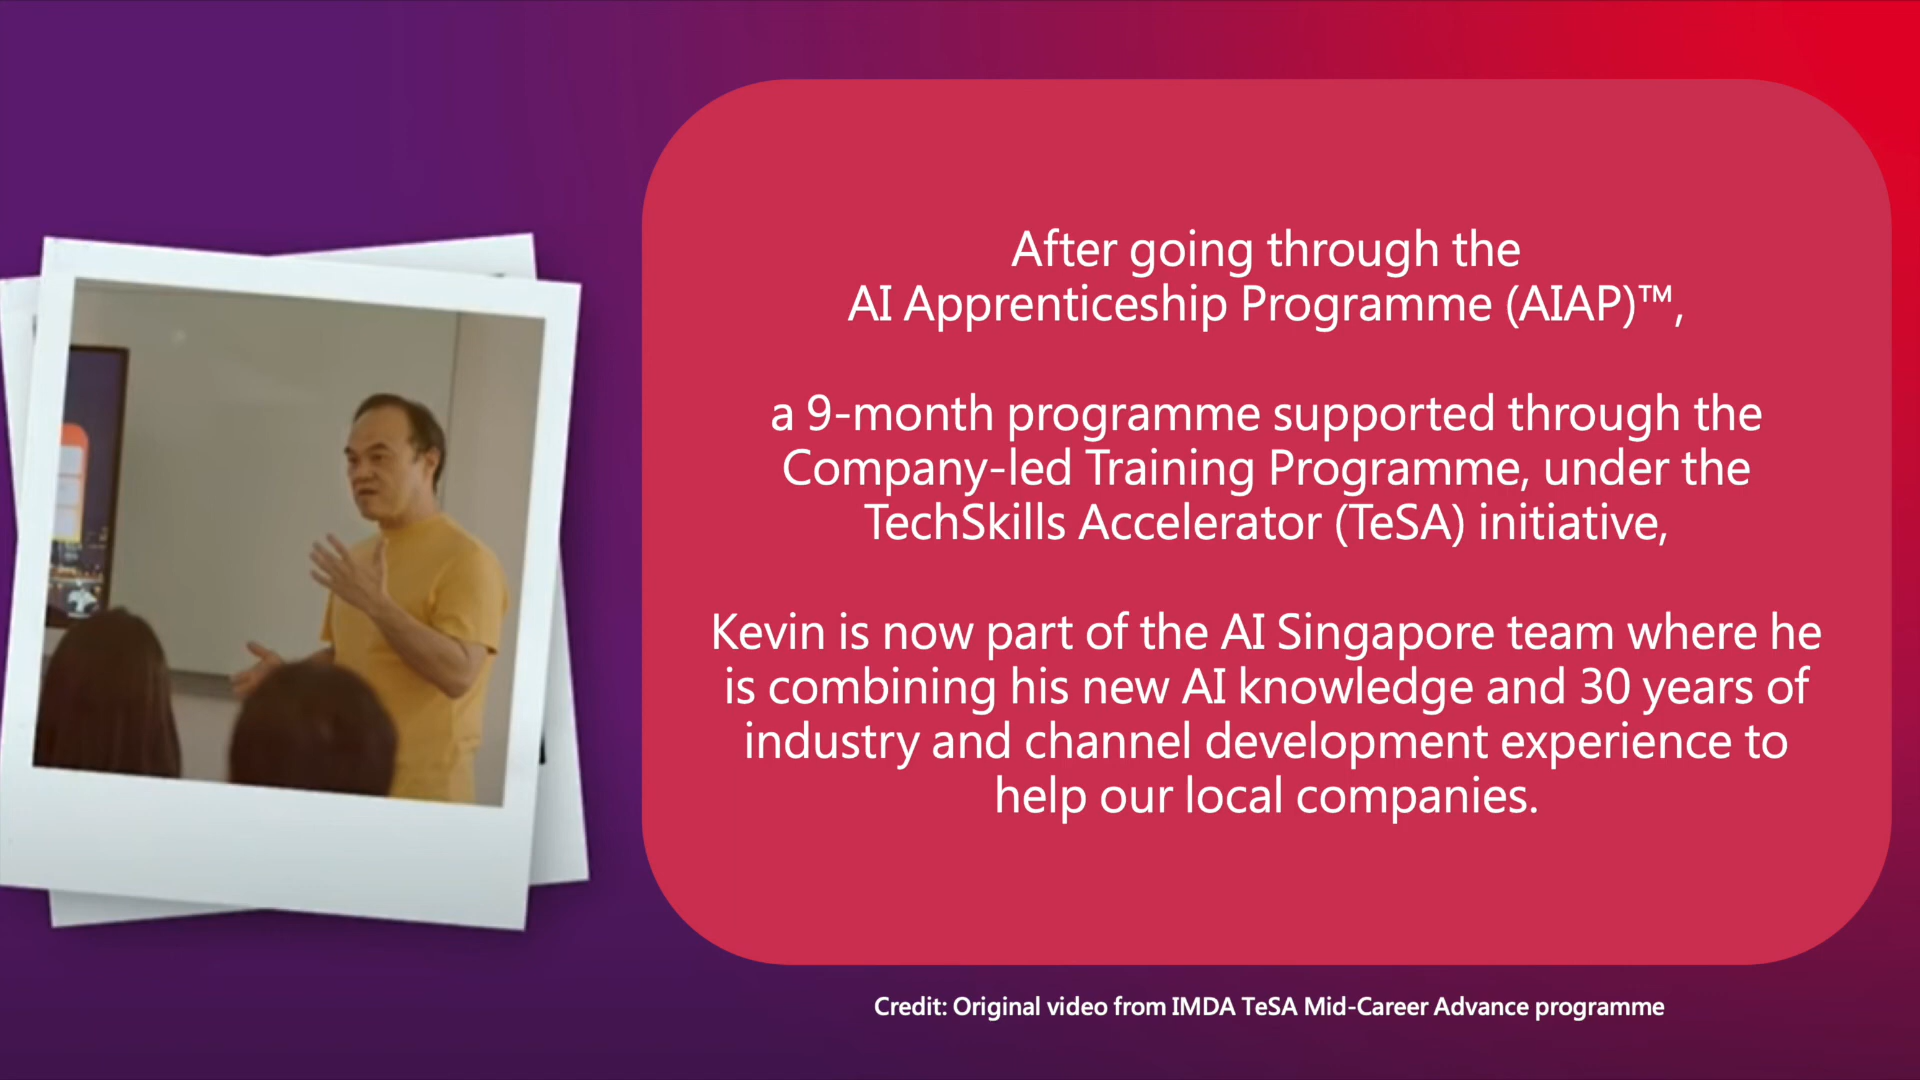 After going through the
AI Apprenticeship Programme (AIAP)™,
a 9-month programme supported through the
Company-led Training Programme, under the
TechSkills Accelerator (TeSA) initiative,
Kevin is now part of the AI Singapore team where he
is combining his new AI knowledge and 30 years of
industry and channel development experience to
help our local companies.
Credit: Original video from IMDA TeSA Mid-Career Advance programme